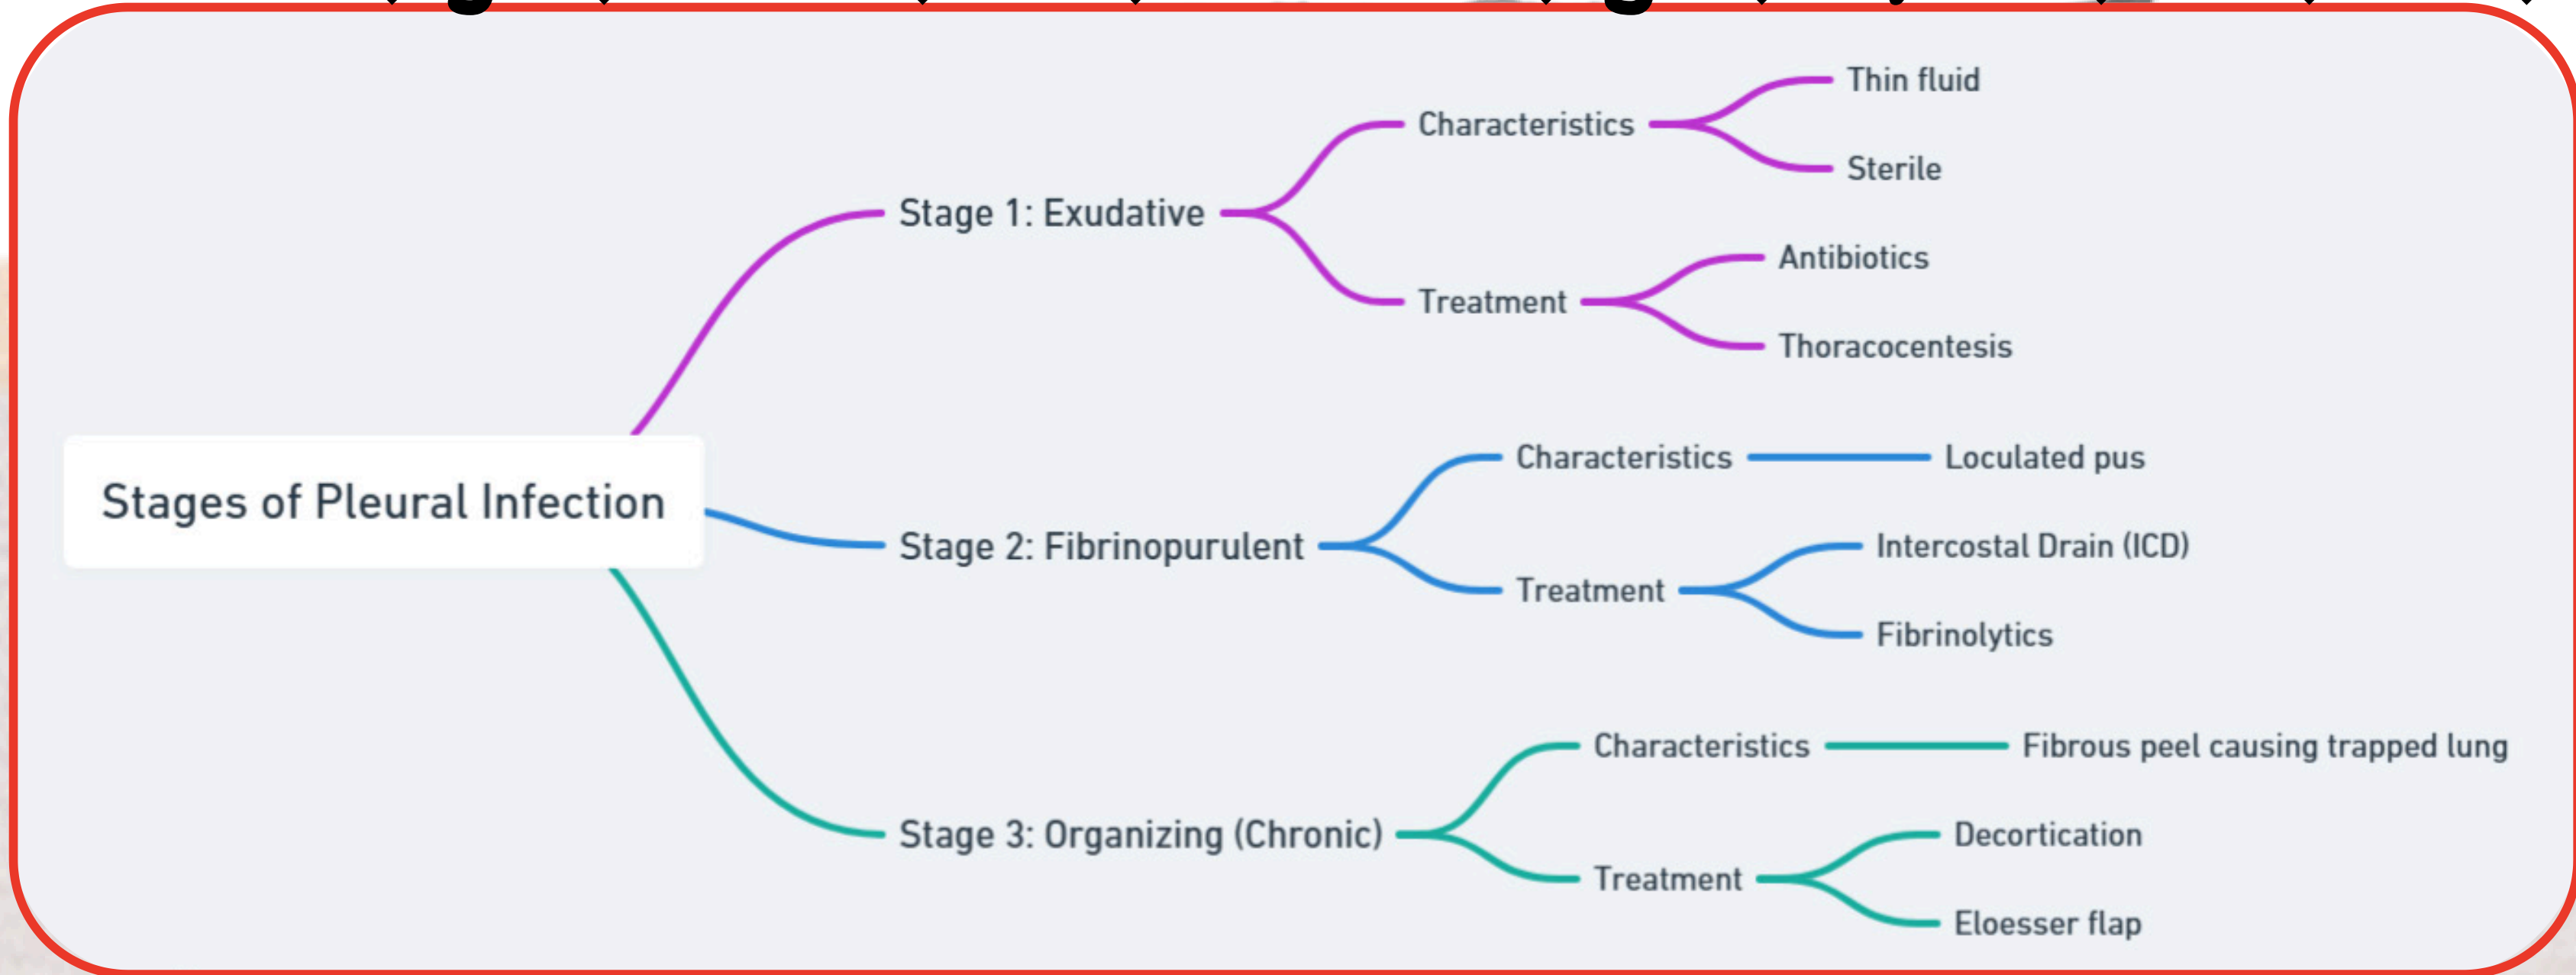 Stages of Pleural Infection
Stage 1: Exudative
Characteristics
Thin fluid
Sterile
Treatment
Antibiotics
Thoracocentesis
Stage 2: Fibrinopurulent
Characteristics
Loculated pus
Treatment
Intercostal Drain (ICD)
Fibrinolytics
Stage 3: Organizing (Chronic)
Characteristics
Fibrous peel causing trapped lung
Treatment
Decortication
Eloesser flap